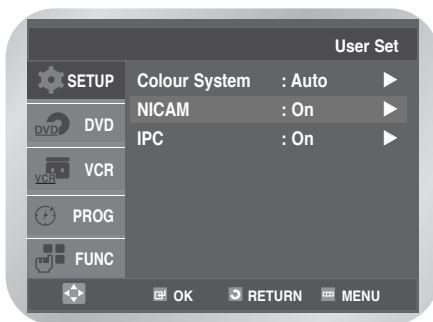 User Set
SETUP
Colour System : Auto
NICAM : On
DVD DVD
IPC : On
VCR VCR
PROG
FUNC
OK RETURN MENU